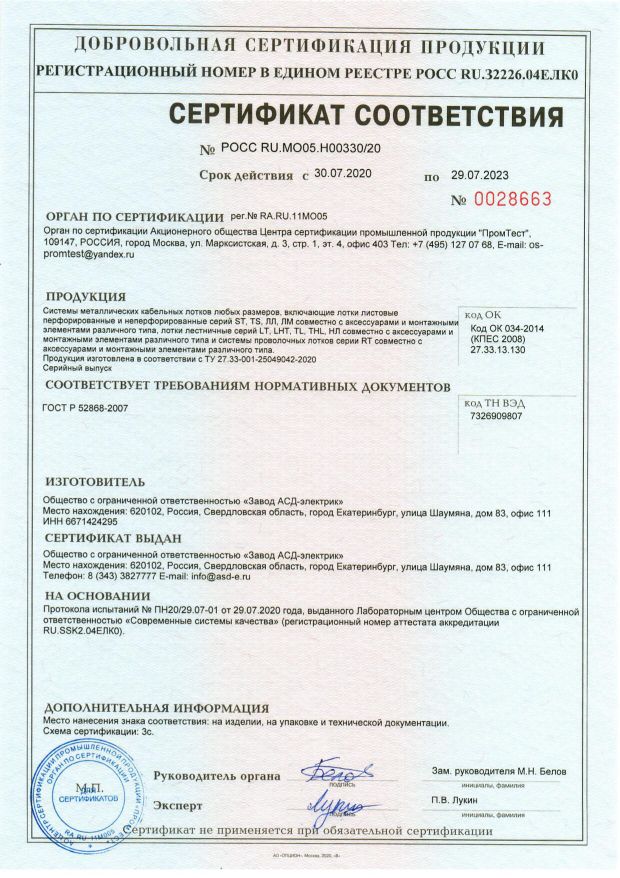 ДОБРОВОЛЬНАЯ СЕРТИФИКАЦИЯ ПРОДУКЦИИ
РЕГИСТРАЦИОННЫЙ НОМЕР В ЕДИНОМ РЕЕСТРЕ РОСС RU.32226.04ЕЛК0
СЕРТИФИКАТ СООТВЕТСТВИЯ
№ РОСС RU.МО05.Н00330/20
Срок действия с 30.07.2020 по 29.07.2023
№ 0028663
ОРГАН ПО СЕРТИФИКАЦИИ рег.№ RA.RU.11МО05
Орган по сертификации Акционерного общества Центра сертификации промышленной продукции "ПромТест",
109147, РОССИЯ, город Москва, ул. Марксистская, д. 3, стр. 1, эт. 4, офис 403 Тел: +7 (495) 127 07 68, E-mail: os-
promtest@yandex.ru
ПРОДУКЦИЯ
Системы металлических кабельных лотков любых размеров, включающие лотки листовые
перфорированные и неперфорированные серий ST, TS, ЛЛ, ЛМ совместно с аксессуарами и монтажными
элементами различного типа, лотки лестничные серий LT, LHT, TL, THL, НЛ совместно с аксессуарами и
монтажными элементами различного типа и системы проволочных лотков серии RT совместно с
аксессуарами и монтажными элементами различного типа.
Продукция изготовлена в соответствии с ТУ 27.33-001-25049042-2020
Серийный выпуск
код ОК
Код ОК 034-2014
(КПЕС 2008)
27.33.13.130
СООТВЕТСТВУЕТ ТРЕБОВАНИЯМ НОРМАТИВНЫХ ДОКУМЕНТОВ
ГОСТ Р 52868-2007
код ТН ВЭД
7326909807
ИЗГОТОВИТЕЛЬ
Общество с ограниченной ответственностью «Завод АСД-электрик»
Место нахождения: 620102, Россия, Свердловская область, город Екатеринбург, улица Шаумяна, дом 83, офис 111
ИНН 6671424295
СЕРТИФИКАТ ВЫДАН
Общество с ограниченной ответственностью «Завод АСД-электрик»
Место нахождения: 620102, Россия, Свердловская область, город Екатеринбург, улица Шаумяна, дом 83, офис 111
Телефон: 8 (343) 3827777 E-mail: info@asd-e.ru
НА ОСНОВАНИИ
Протокола испытаний № ПН20/29.07-01 от 29.07.2020 года, выданного Лабораторным центром Общества с ограниченной
ответственностью «Современные системы качества» (регистрационный номер аттестата аккредитации
RU.SSK2.04ЕЛК0).
ДОПОЛНИТЕЛЬНАЯ ИНФОРМАЦИЯ
Место нанесения знака соответствия: на изделии, на упаковке и технической документации.
Схема сертификации: 3с.
М.П.
ДЛЯ
СЕРТИФИКАТОВ
ОРГАН ПО СЕРТИФИКАЦИИ
RA.RU.11МО05
Руководитель органа
подпись
Зам. руководителя М.Н. Белов
инициалы, фамилия
Эксперт
подпись
П.В. Лукин
инициалы, фамилия
Сертификат не применяется при обязательной сертификации
АО «ОПЦИОН», Москва, 2020, «В»